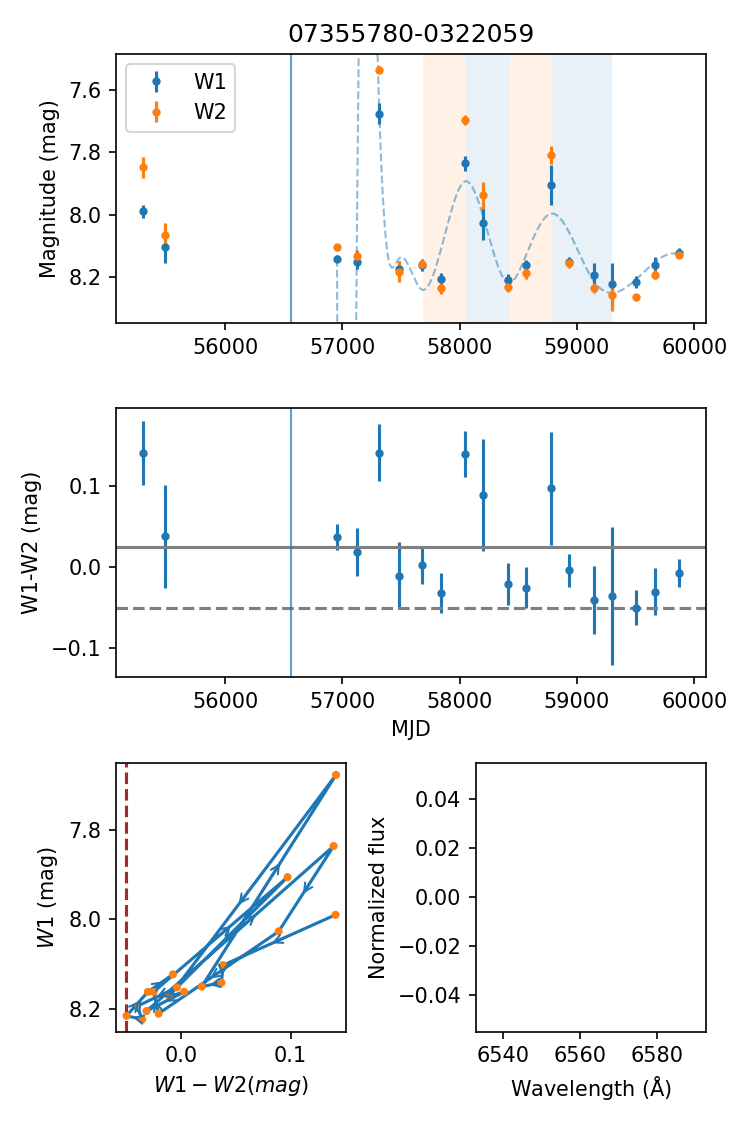 07355780-0322059
W1
W2
Magnitude (mag)
7.6
7.8
8.0
8.2
56000 57000 58000 59000 60000
W1-W2 (mag)
0.1
0.0
−0.1
56000 57000 58000 59000 60000
MJD
W1 (mag)
7.8
8.0
8.2
0.0 0.1
W1 − W2(mag)
Normalized flux
0.04
0.02
0.00
−0.02
−0.04
6540 6560 6580
Wavelength (Å)